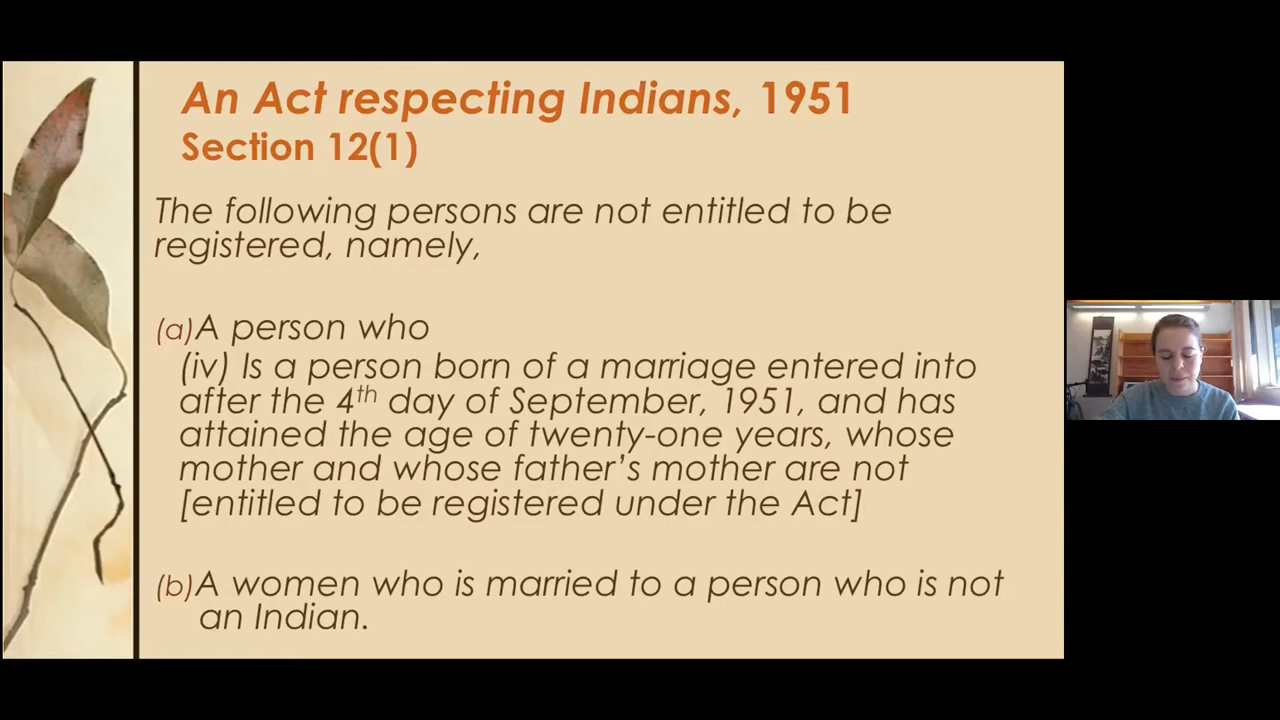 An Act respecting Indians, 1951
Section 12(1)
The following persons are not entitled to be
registered, namely,
(a)A person who
(iv) Is a person born of a marriage entered into
after the 4th day of September, 1951, and has
attained the age of twenty-one years, whose
mother and whose father's mother are not
[entitled to be registered under the Act]
(b)A women who is married to a person who is not
an Indian.